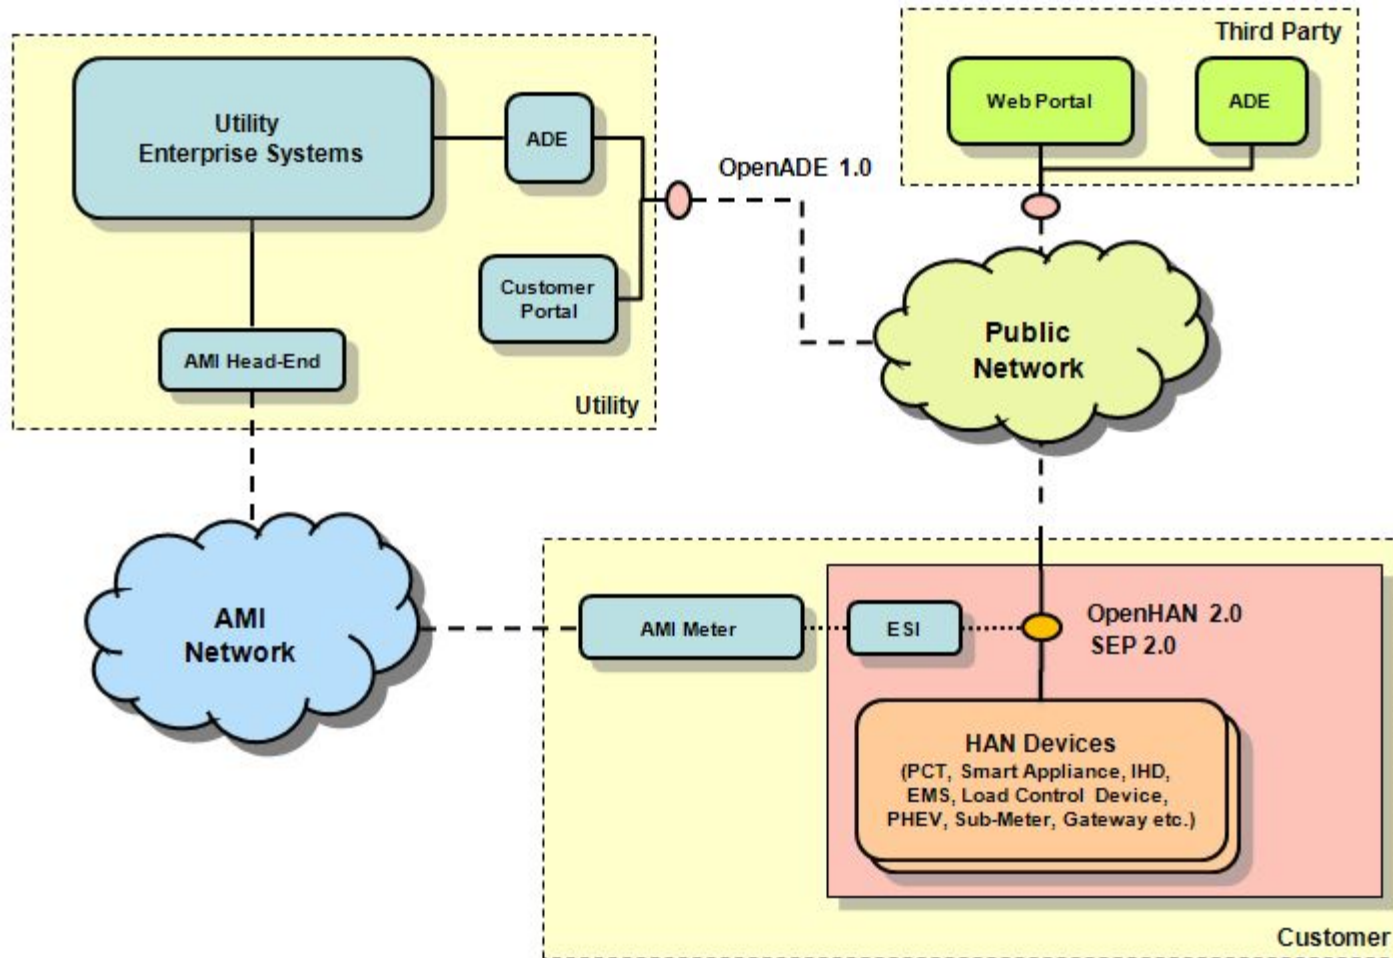 Third Party
Utility
Enterprise Systems
ADE
Web Portal
ADE
OpenADE 1.0
Customer
Portal
AMI Head-End
Utility
Public
Network
AMI
Network
AMI Meter
ESI
OpenHAN 2.0
SEP 2.0
HAN Devices
(PCT, Smart Appliance, IHD,
EMS, Load Control Device,
PHEV, Sub-Meter, Gateway etc.)
Customer